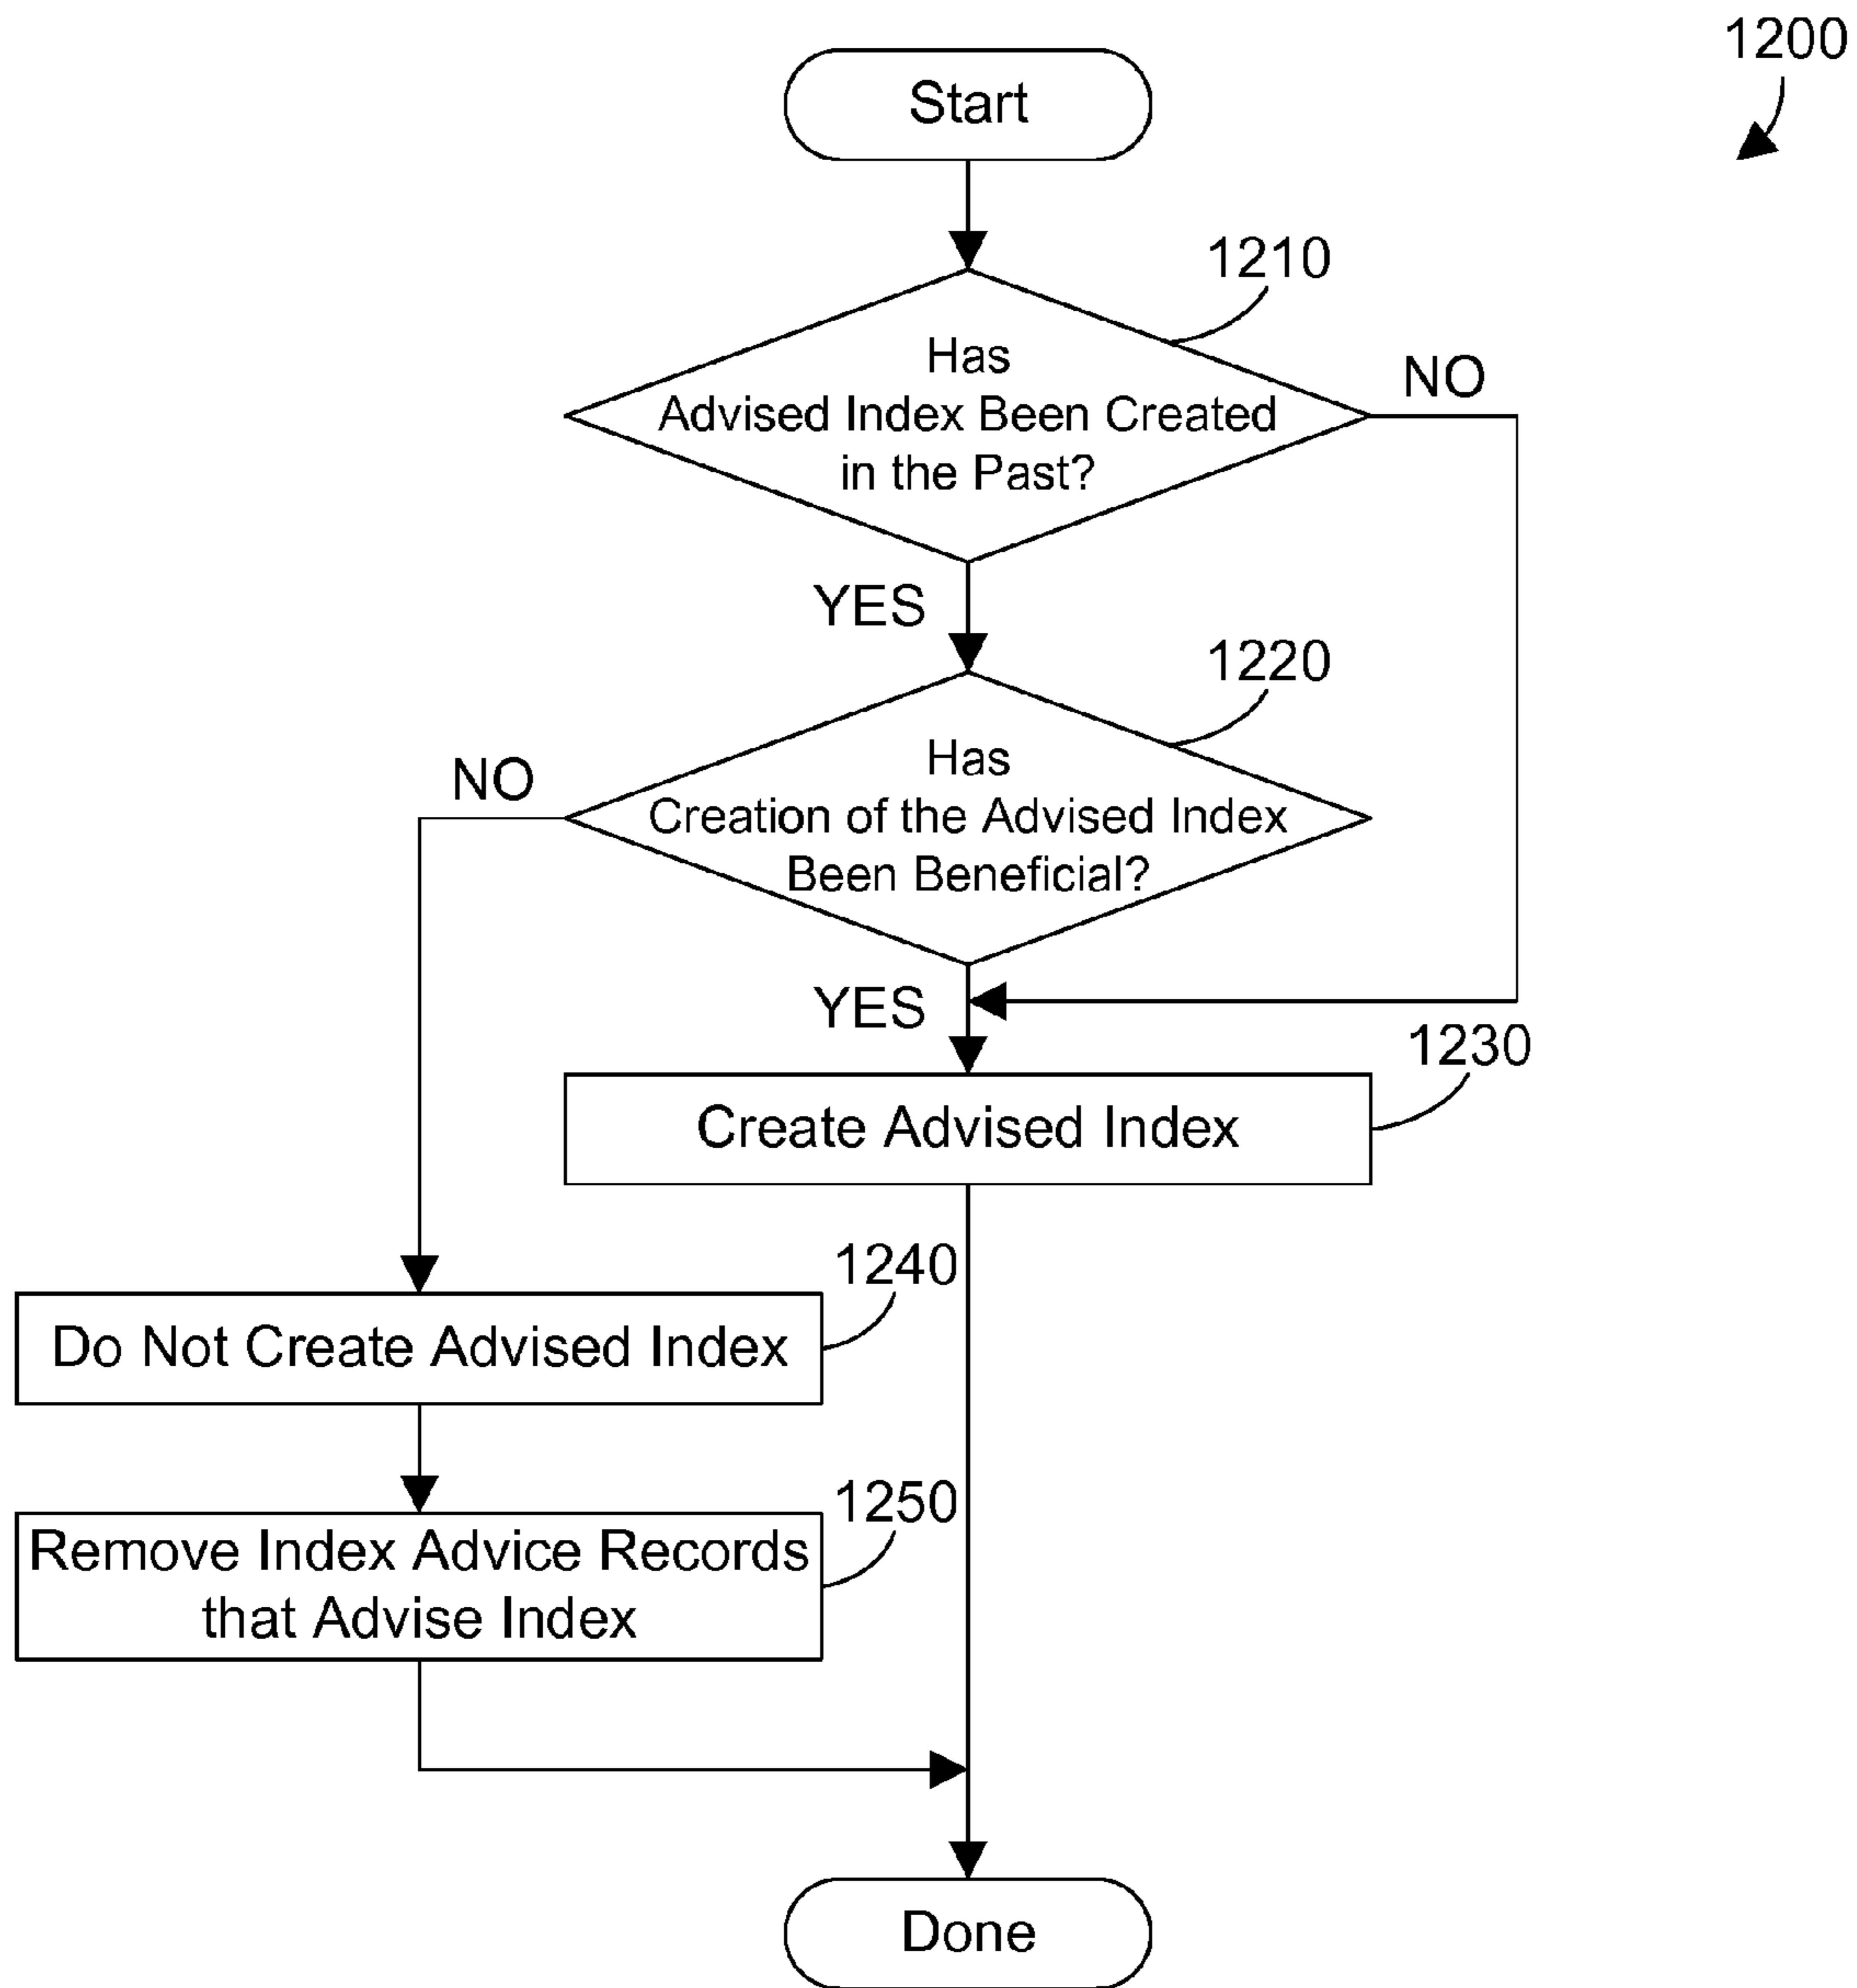 1200
Start
1210
Has
Advised Index Been Created
in the Past?
NO
YES
1220
Has
Creation of the Advised Index
Been Beneficial?
NO
YES
1230
Create Advised Index
1240
Do Not Create Advised Index
1250
Remove Index Advice Records
that Advise Index
Done